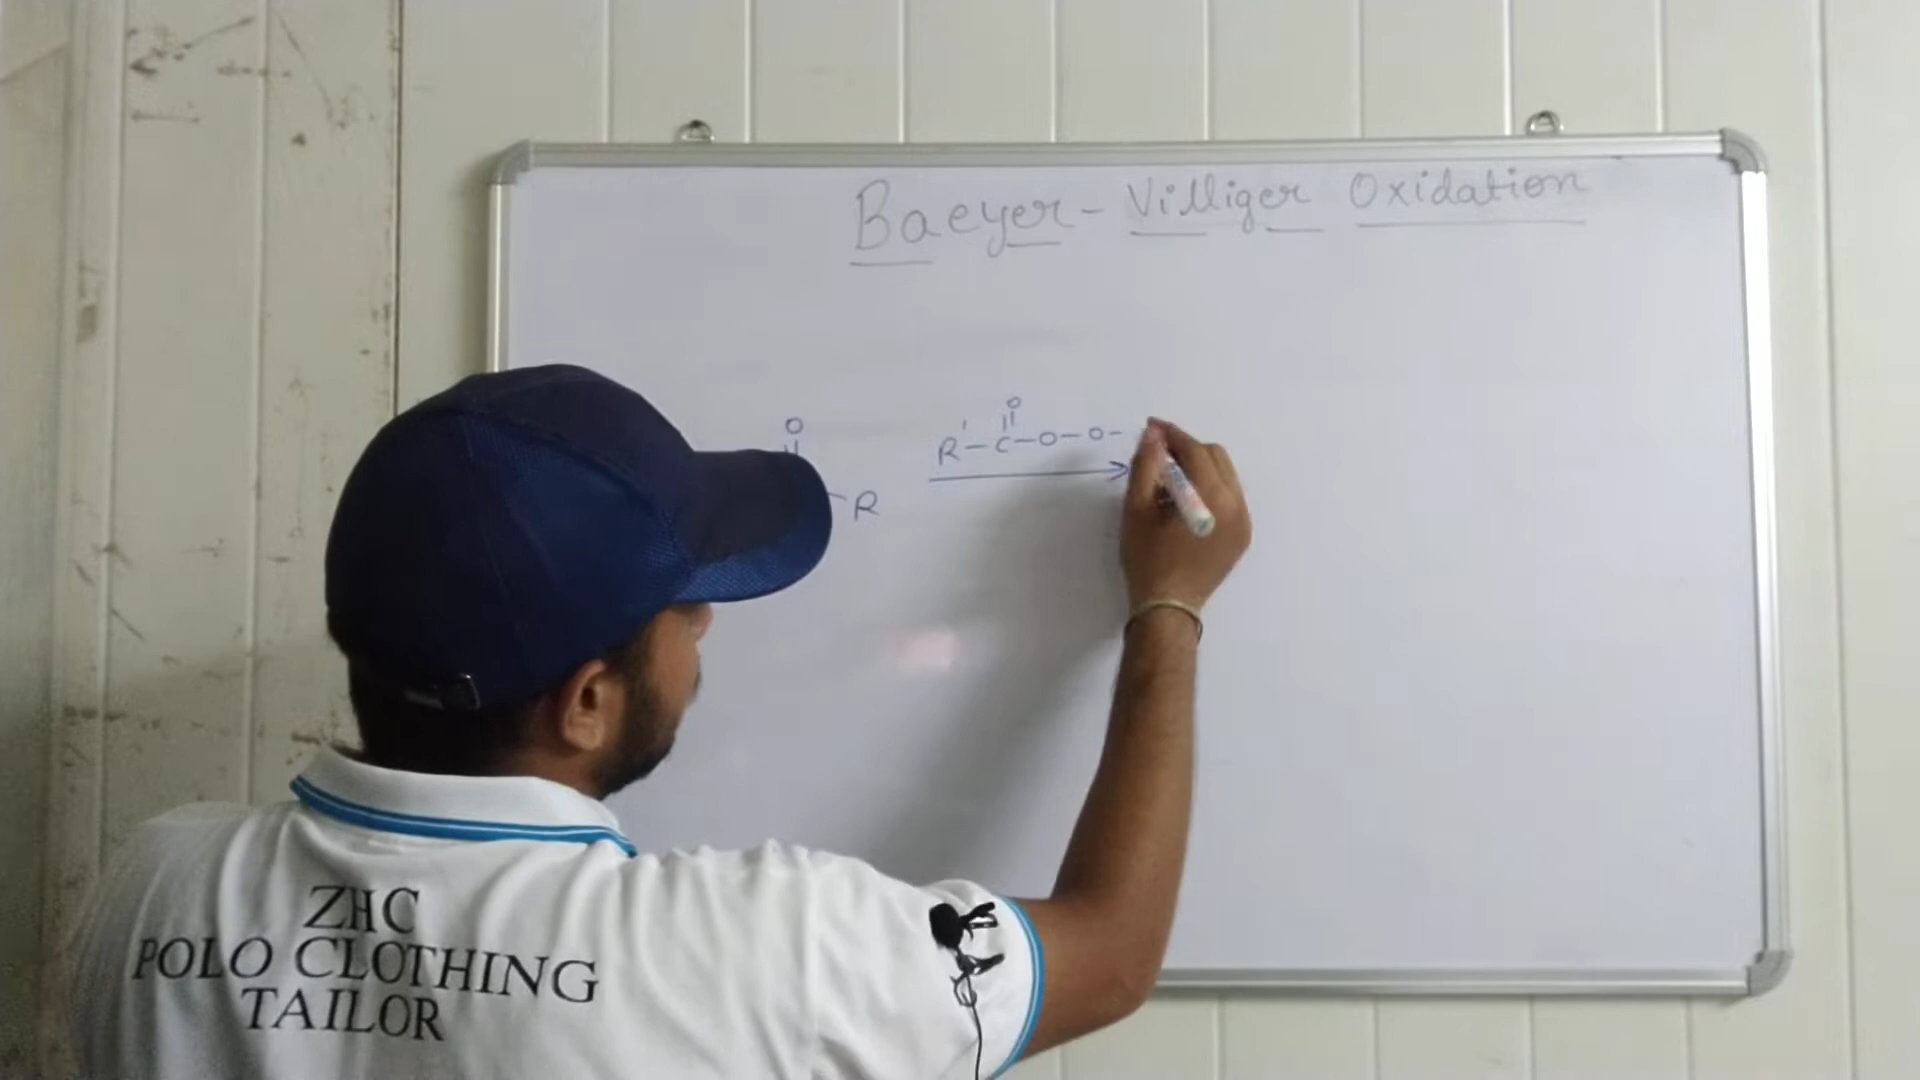 Baeyer-Villiger Oxidation
O
R'-C-O-O-
O
R
ZHC
POLO CLOTHING
TAILOR